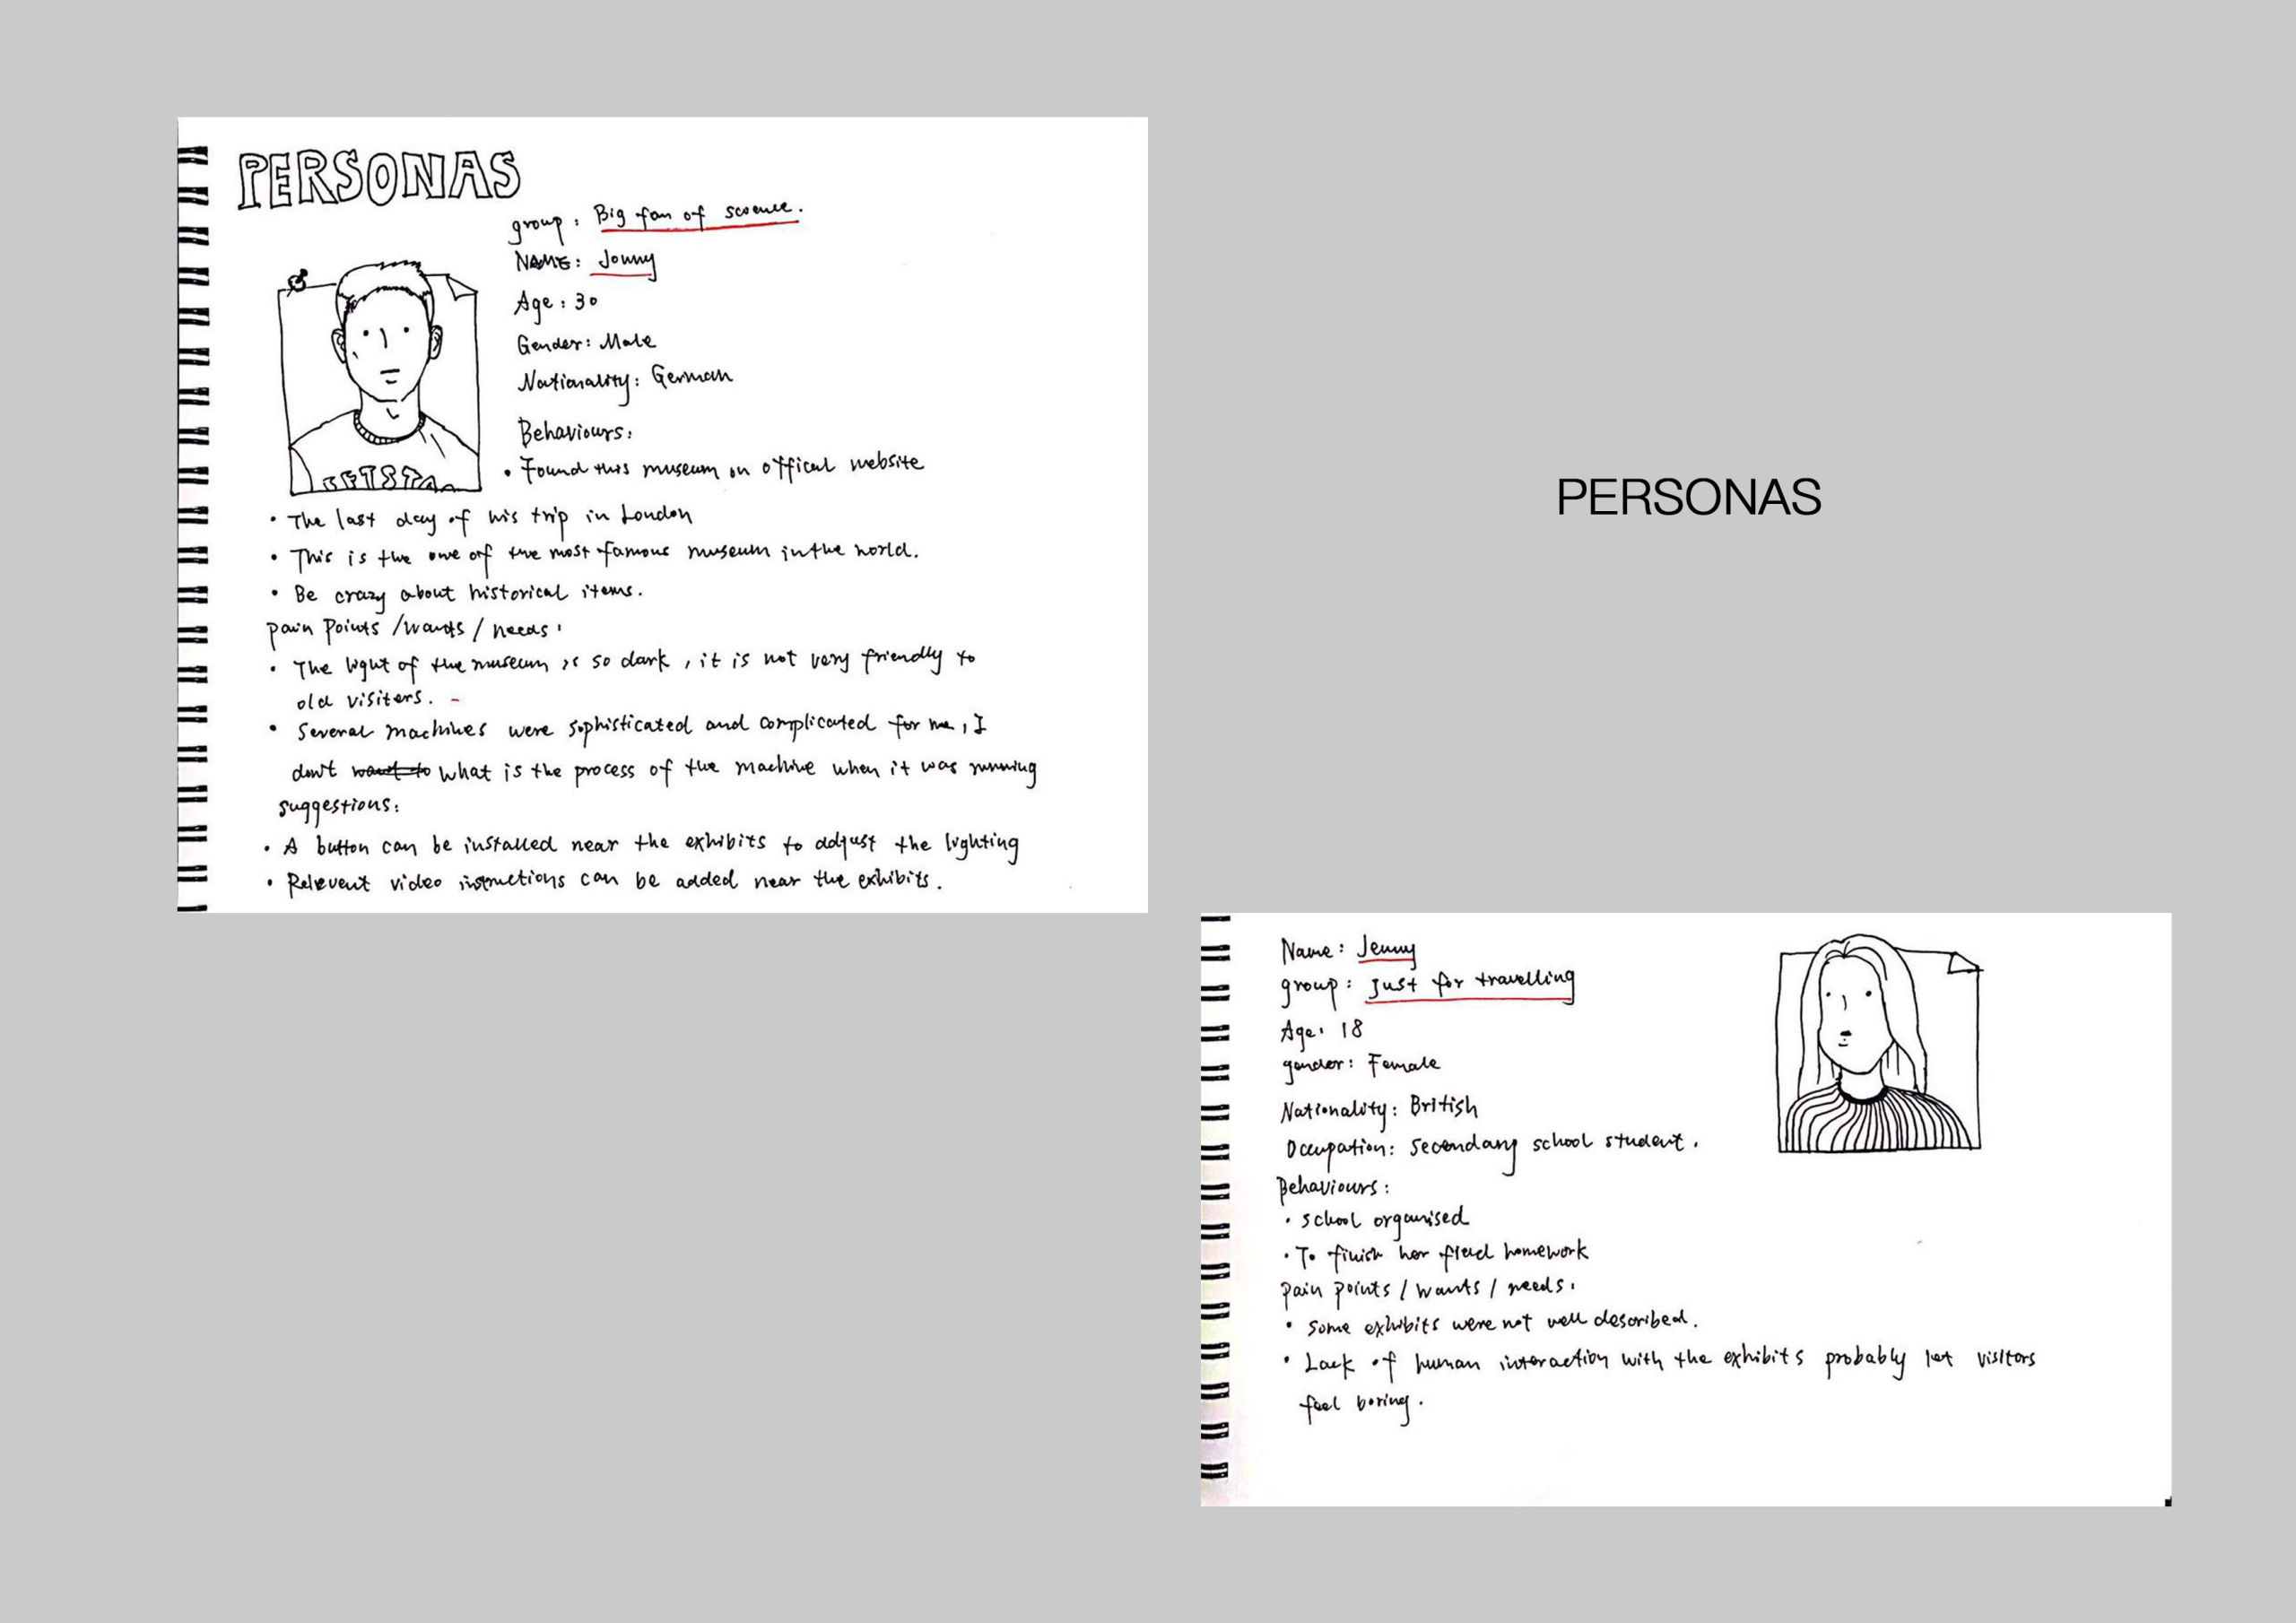 PERSONAS
group: Big fan of science.
NAME: Jonny
Age: 30
Gender: Male
Nationality: German
Behaviours:
• Found this museum on offical website
• The last day of his trip in London
• This is the one of the most famous museum in the world.
• Be crazy about historical items.
Pain Points / wants / needs:
• The light of the museum is so dark, it is not very friendly to
old visiters.
• Several machines were sophisticated and complicated for me, I
don't want to what is the process of the machine when it was running
suggestions:
• A button can be installed near the exhibits to adjust the lighting
• Relevent video instructions can be added near the exhibits.
PERSONAS
Name: Jenny
group: Just for travelling
Age: 18
gender: Female
Nationality: British
Occupation: Secondary school student.
Behaviours:
• school organised
• To finish her field homework
Pain Points / wants / needs:
• Some exhibits were not well described.
• Lack of human interaction with the exhibits probably let visitors
feel boring.